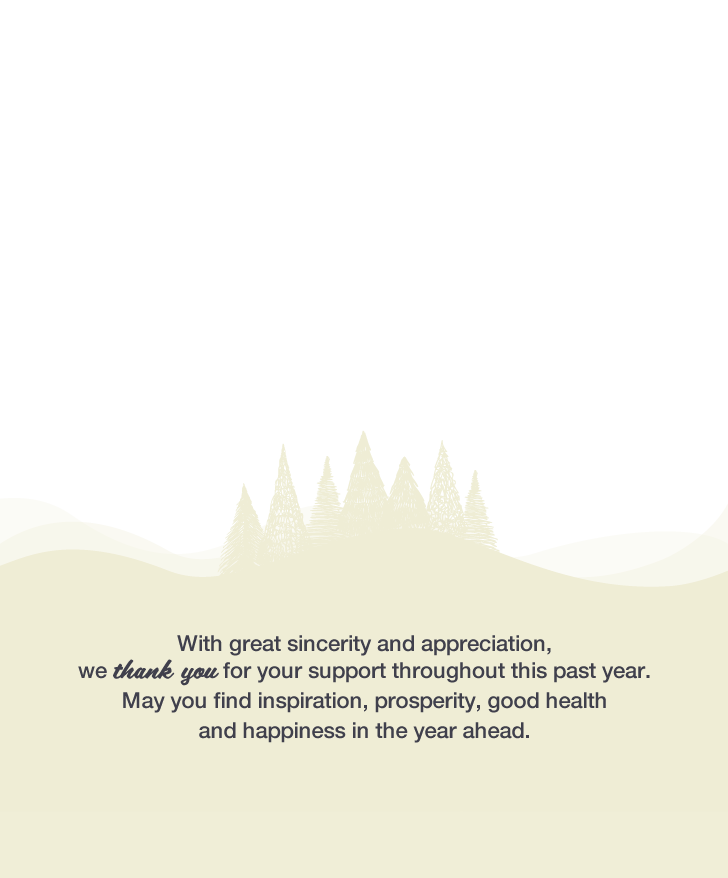 With great sincerity and appreciation,
we thank you for your support throughout this past year.
May you find inspiration, prosperity, good health
and happiness in the year ahead.